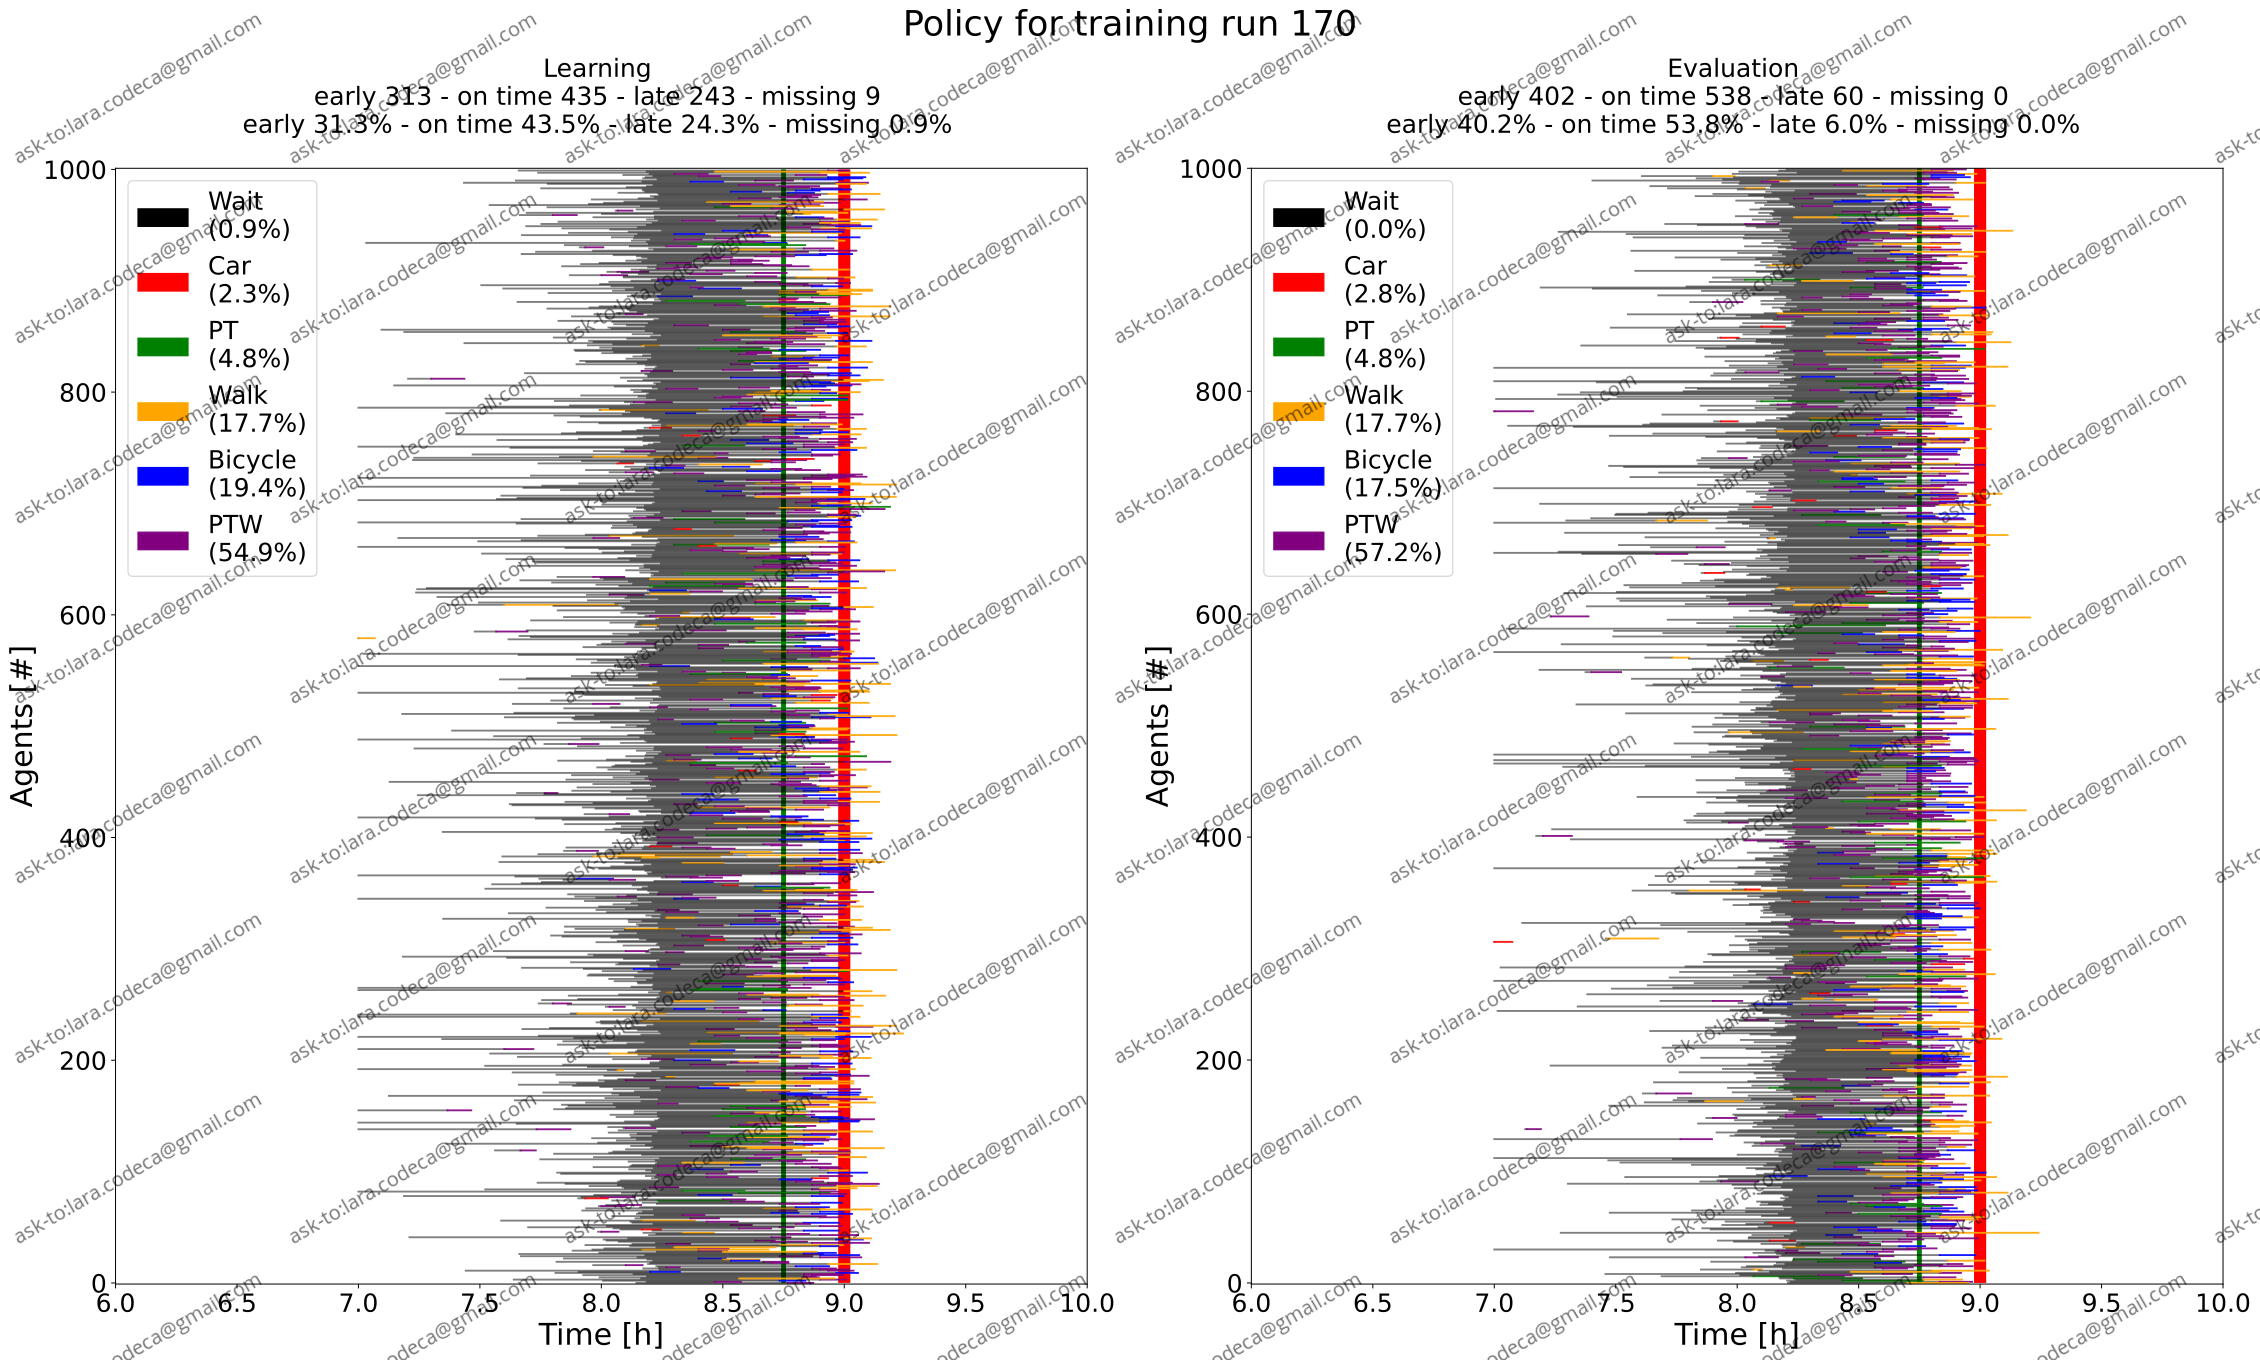 Policy for training run 170
Learning
early 313 - on time 435 - late 243 - missing 9
early 31.3% - on time 43.5% - late 24.3% - missing 0.9%
1000
800
600
400
200
0
Agents [#]
Wait
(0.9%)
Car
(2.3%)
PT
(4.8%)
Walk
(17.7%)
Bicycle
(19.4%)
PTW
(54.9%)
6.0 6.5 7.0 7.5 8.0 8.5 9.0 9.5 10.0
Time [h]
Evaluation
early 402 - on time 538 - late 60 - missing 0
early 40.2% - on time 53.8% - late 6.0% - missing 0.0%
1000
800
600
400
200
0
Agents [#]
Wait
(0.0%)
Car
(2.8%)
PT
(4.8%)
Walk
(17.7%)
Bicycle
(17.5%)
PTW
(57.2%)
6.0 6.5 7.0 7.5 8.0 8.5 9.0 9.5 10.0
Time [h]
ask-to:lara.codeca@gmail.com